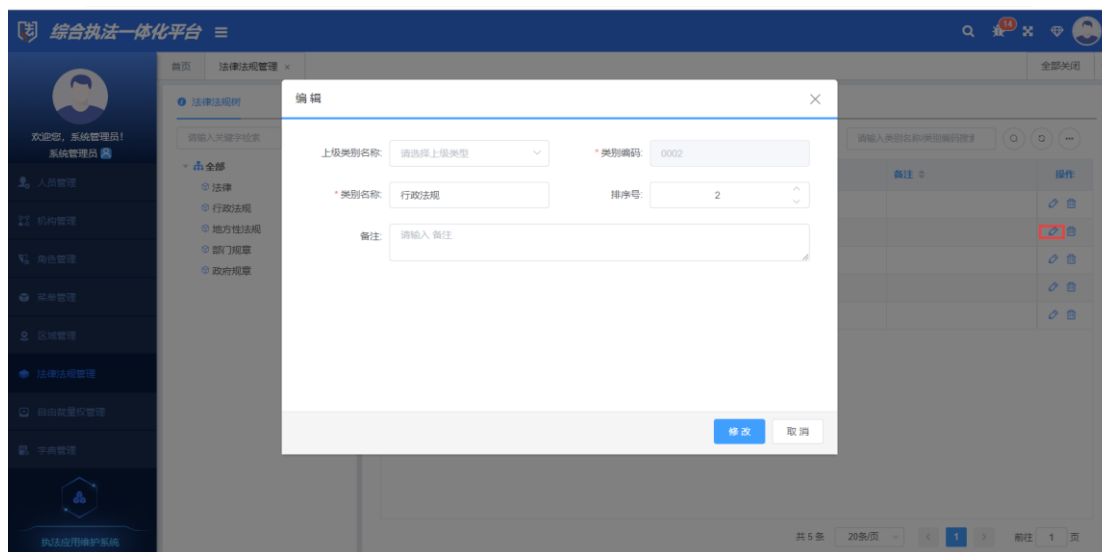 综合执法一体化平台
14
首页
法律法规管理 ×
全部关闭
欢迎您，系统管理员！
系统管理员
人员管理
机构管理
角色管理
菜单管理
区域管理
法律法规管理
自由裁量权管理
字典管理
执法应用维护系统
法律法规树
请输入关键字检索
全部
法律
行政法规
地方性法规
部门规章
政府规章
请输入类别名称/类别编码搜索
备注
操作
编辑
上级类别名称: 请选择上级类型
*类别编码: 0002
*类别名称: 行政法规
排序号: 2
备注: 请输入 备注
修改
取消
共 5 条 20条/页 < 1 > 前往 1 页